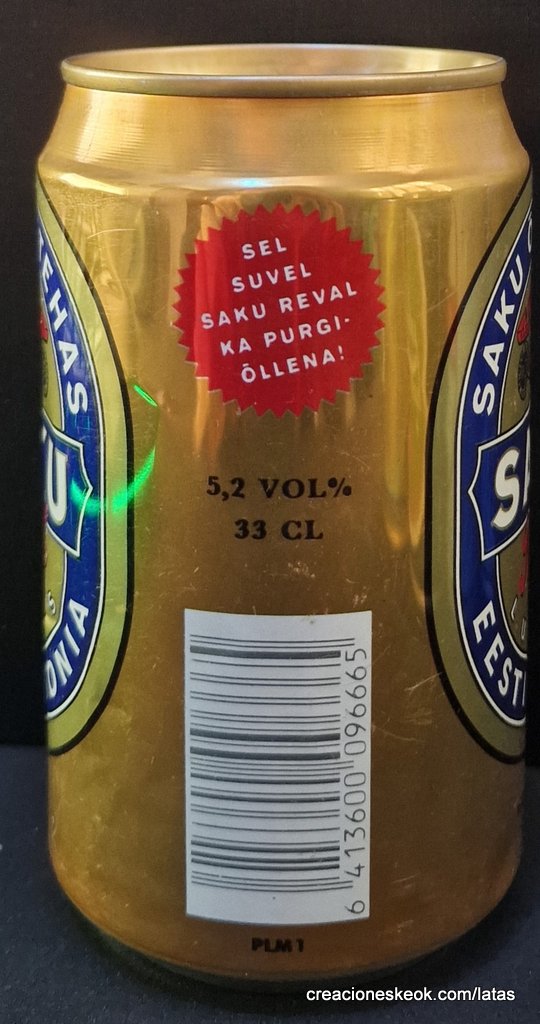 SEL
SUVEL
SAKU REVAL
KA PURGI-
ÕLLENA!
EHAS
SAKU
5,2 VOL%
33 CL
EESTI
6 413600 096665
PLM 1
creacioneskeok.com/latas